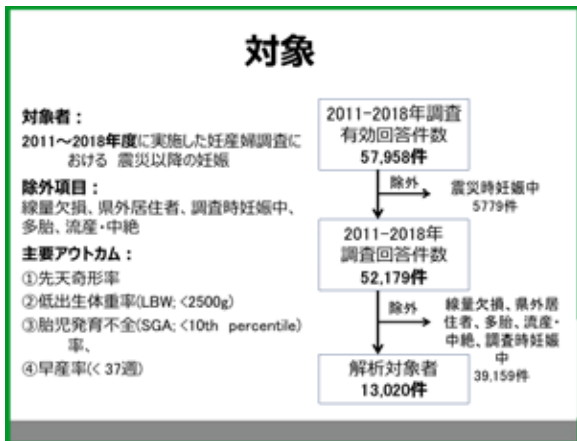 対象
対象者：
2011～2018年度に実施した妊産婦調査に
おける 震災以降の妊娠
除外項目：
線量欠損、県外居住者、調査時妊娠中、
多胎、流産・中絶
主要アウトカム：
①先天奇形率
②低出生体重率(LBW; <2500g)
③胎児発育不全(SGA; <10th percentile)
率、
④早産率(< 37週)
2011-2018年調査
有効回答件数
57,958件
除外
震災時妊娠中
5779件
2011-2018年
調査回答件数
52,179件
除外
線量欠損、県外居
住者、多胎、流産・
中絶、調査時妊娠
中
39,159件
解析対象者
13,020件